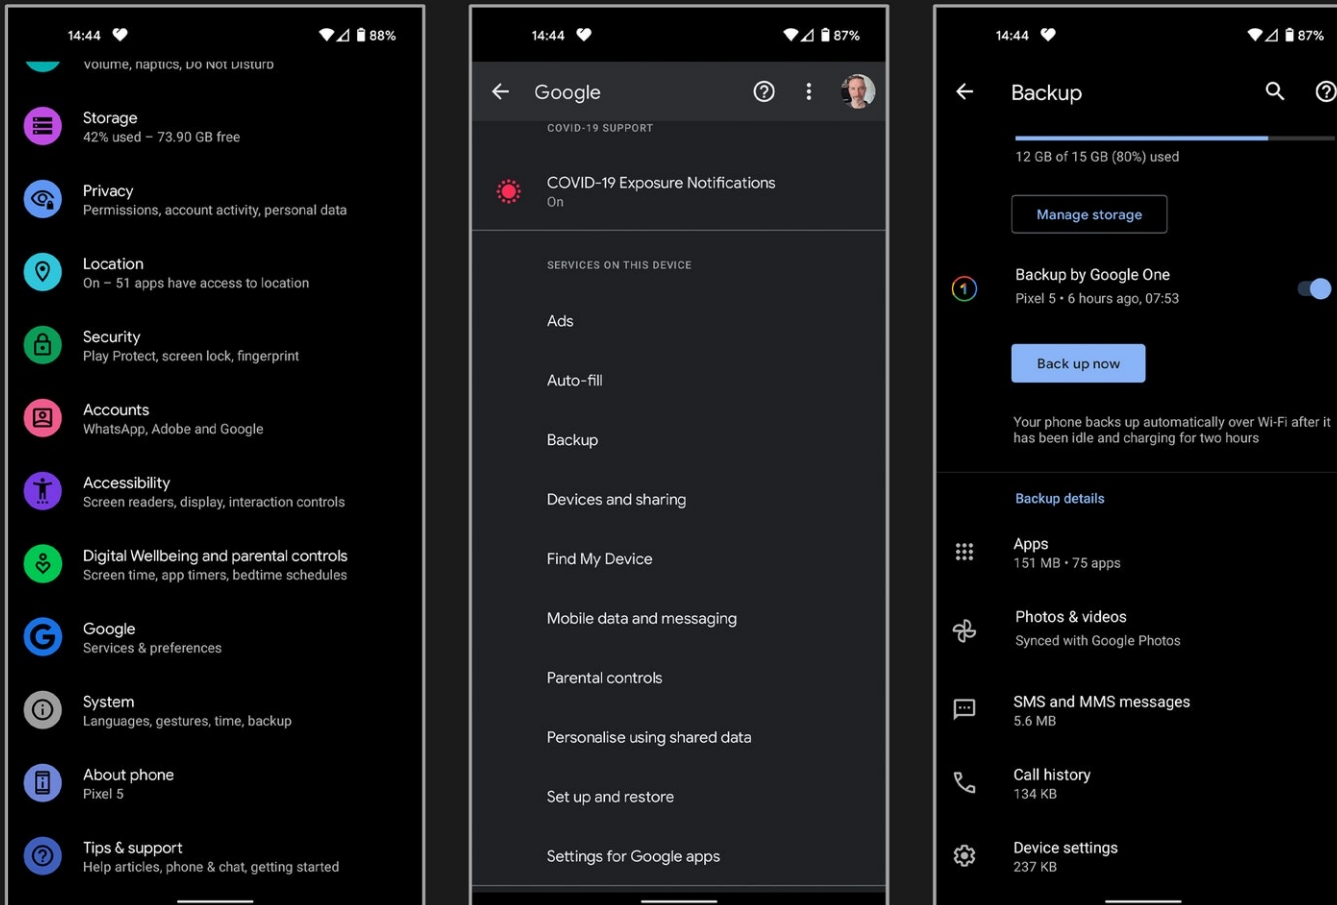 14:44
88%
Volume, haptics, Do Not Disturb
Storage
42% used – 73.90 GB free
Privacy
Permissions, account activity, personal data
Location
On – 51 apps have access to location
Security
Play Protect, screen lock, fingerprint
Accounts
WhatsApp, Adobe and Google
Accessibility
Screen readers, display, interaction controls
Digital Wellbeing and parental controls
Screen time, app timers, bedtime schedules
Google
Services & preferences
System
Languages, gestures, time, backup
About phone
Pixel 5
Tips & support
Help articles, phone & chat, getting started
14:44
87%
Google
COVID-19 SUPPORT
COVID-19 Exposure Notifications
On
SERVICES ON THIS DEVICE
Ads
Auto-fill
Backup
Devices and sharing
Find My Device
Mobile data and messaging
Parental controls
Personalise using shared data
Set up and restore
Settings for Google apps
14:44
87%
Backup
12 GB of 15 GB (80%) used
Manage storage
Backup by Google One
Pixel 5 • 6 hours ago, 07:53
Back up now
Your phone backs up automatically over Wi-Fi after it
has been idle and charging for two hours
Backup details
Apps
151 MB • 75 apps
Photos & videos
Synced with Google Photos
SMS and MMS messages
5.6 MB
Call history
134 KB
Device settings
237 KB